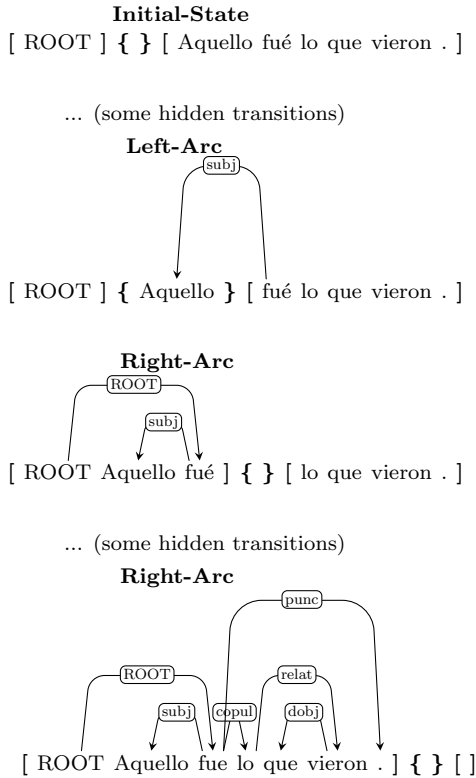 Initial-State
[ ROOT ] { } [ Aquello fué lo que vieron . ]
... (some hidden transitions)
Left-Arc
subj
[ ROOT ] { Aquello } [ fué lo que vieron . ]
Right-Arc
ROOT
subj
[ ROOT Aquello fué ] { } [ lo que vieron . ]
... (some hidden transitions)
Right-Arc
punc
ROOT relat
subj copul dobj
[ ROOT Aquello fue lo que vieron . ] { } [ ]